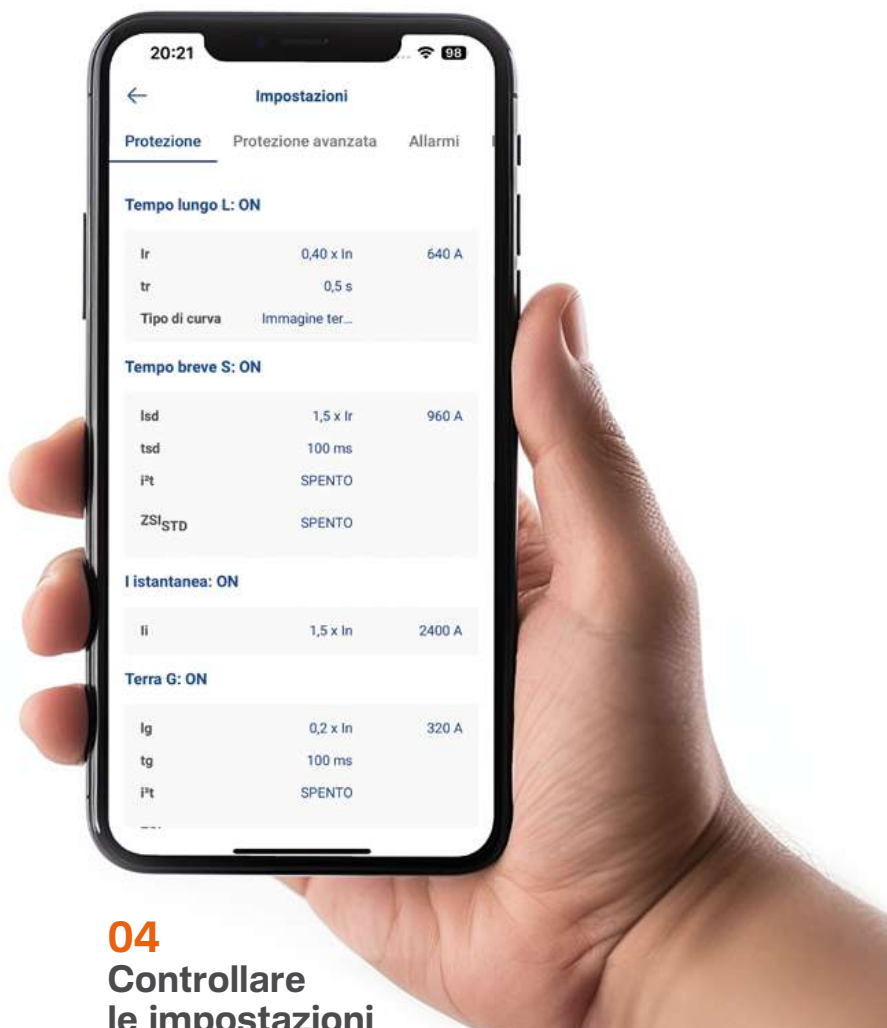 20:21 98
Impostazioni
Protezione Protezione avanzata Allarmi
Tempo lungo L: ON
Ir 0,40 x In 640 A
tr 0,5 s
Tipo di curva Immagine ter...
Tempo breve S: ON
Isd 1,5 x Ir 960 A
tsd 100 ms
i²t SPENTO
ZSI STD SPENTO
I istantanea: ON
Ii 1,5 x In 2400 A
Terra G: ON
Ig 0,2 x In 320 A
tg 100 ms
i²t SPENTO
04
Controllare
le impostazioni